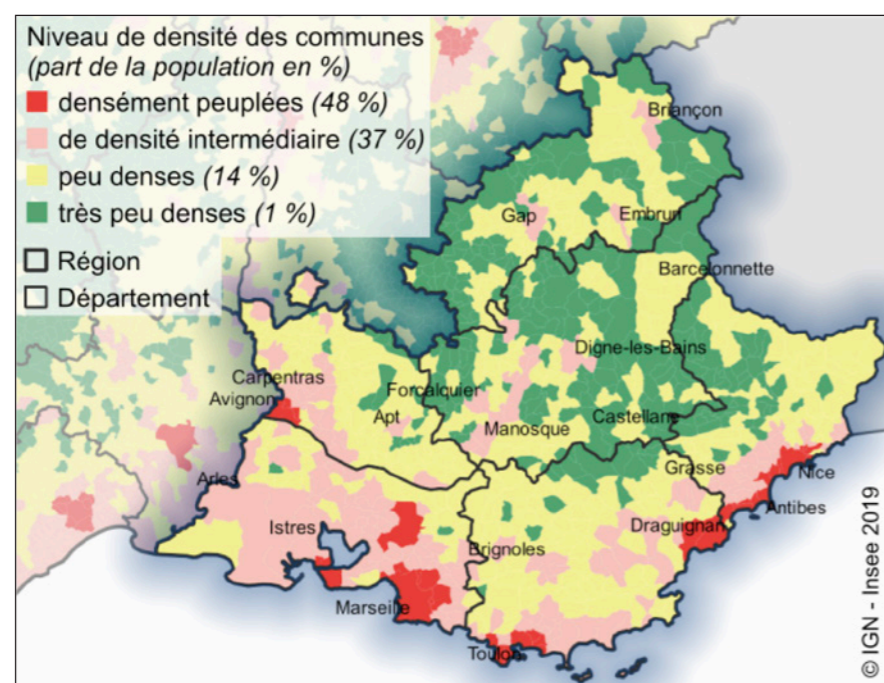 Niveau de densité des communes
(part de la population en %)
densément peuplées (48 %)
de densité intermédiaire (37 %)
peu denses (14 %)
très peu denses (1 %)
Région
Département
Briançon
Gap
Embrun
Barcelonnette
Digne-les-Bains
Carpentras
Forcalquier
Avignon
Apt
Castellane
Manosque
Grasse
Nice
Arles
Antibes
Istres
Draguignan
Brignoles
Marseille
Toulon
© IGN - Insee 2019